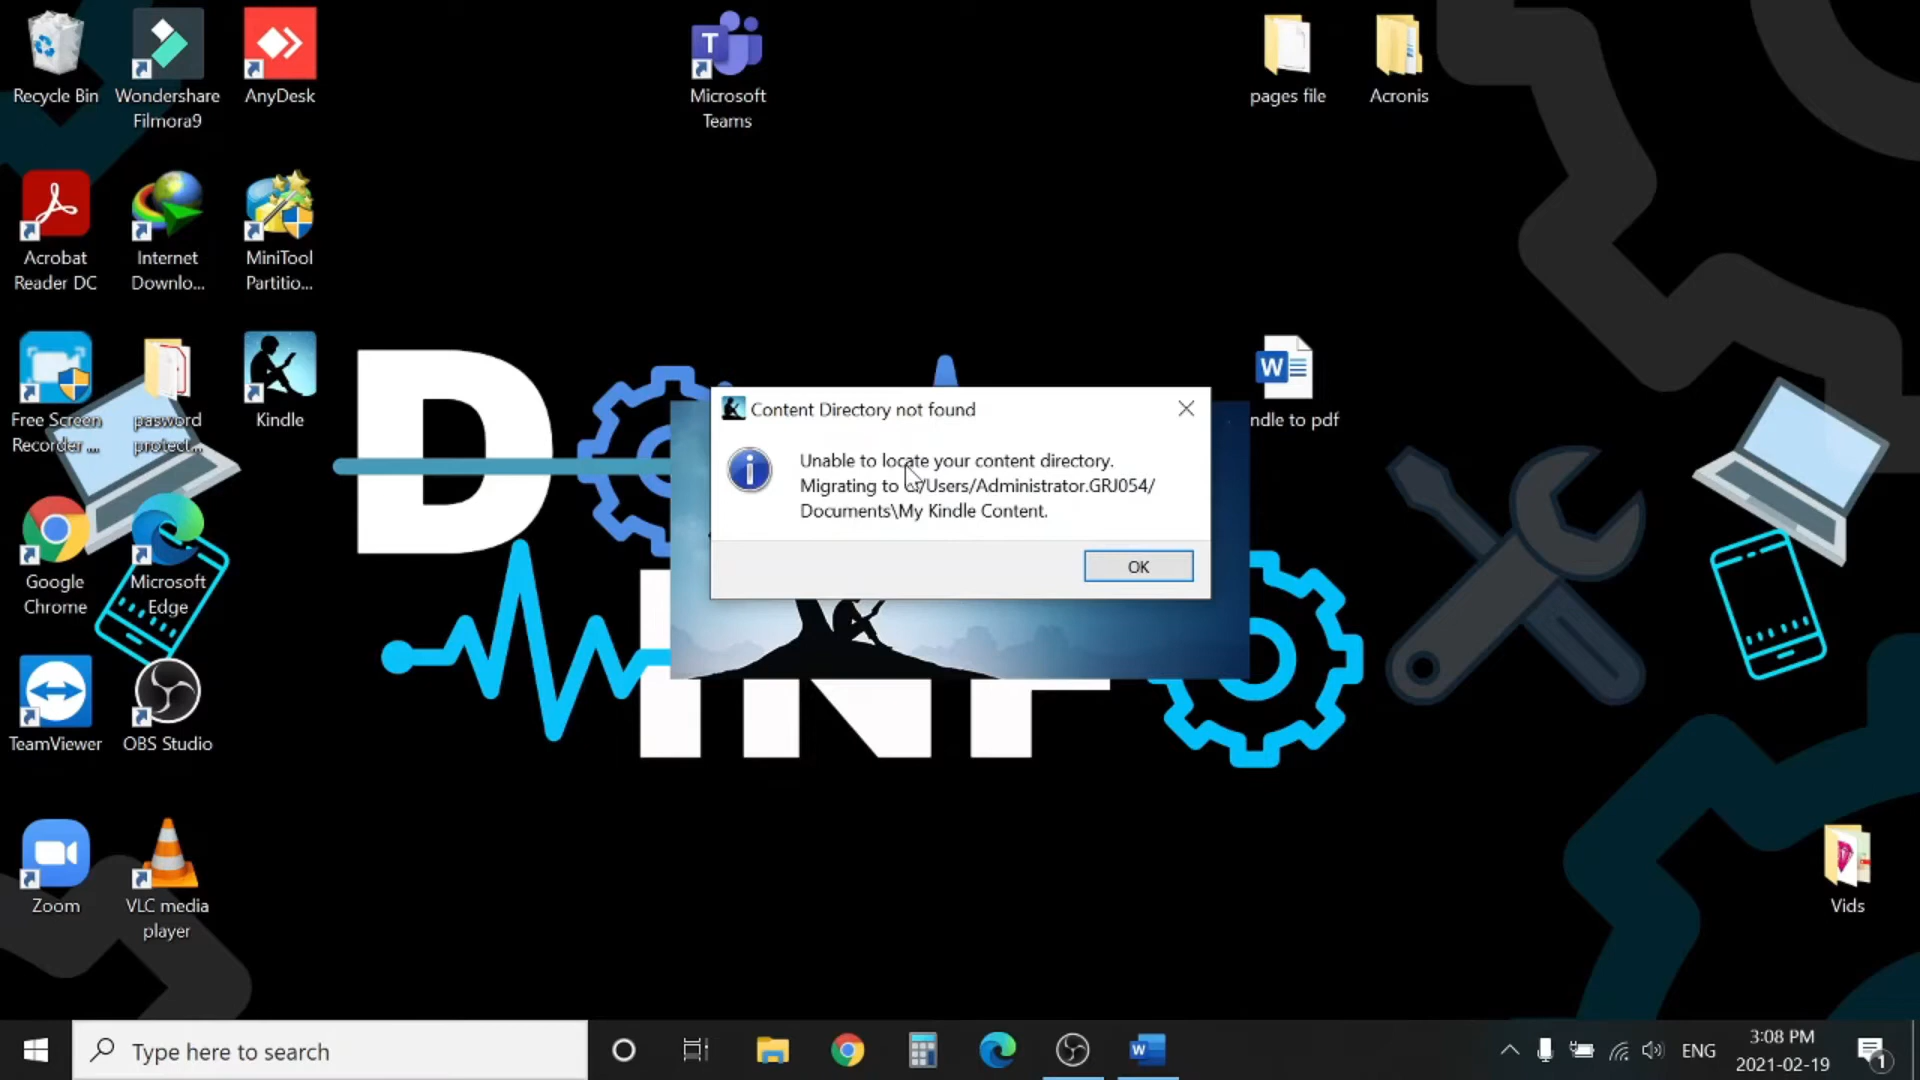 Recycle Bin
Wondershare
Filmora9
AnyDesk
Microsoft
Teams
pages file
Acronis
Acrobat
Reader DC
Internet
Downlo...
MiniTool
Partitio...
Free Screen
Recorder ...
pasword
protect...
Kindle
ndle to pdf
Content Directory not found
Unable to locate your content directory.
Migrating to /Users/Administrator.GRJ054/
Documents\My Kindle Content.
OK
D
INF
Google
Chrome
Microsoft
Edge
TeamViewer
OBS Studio
Zoom
VLC media
player
Vids
Type here to search
ENG
3:08 PM
2021-02-19
1